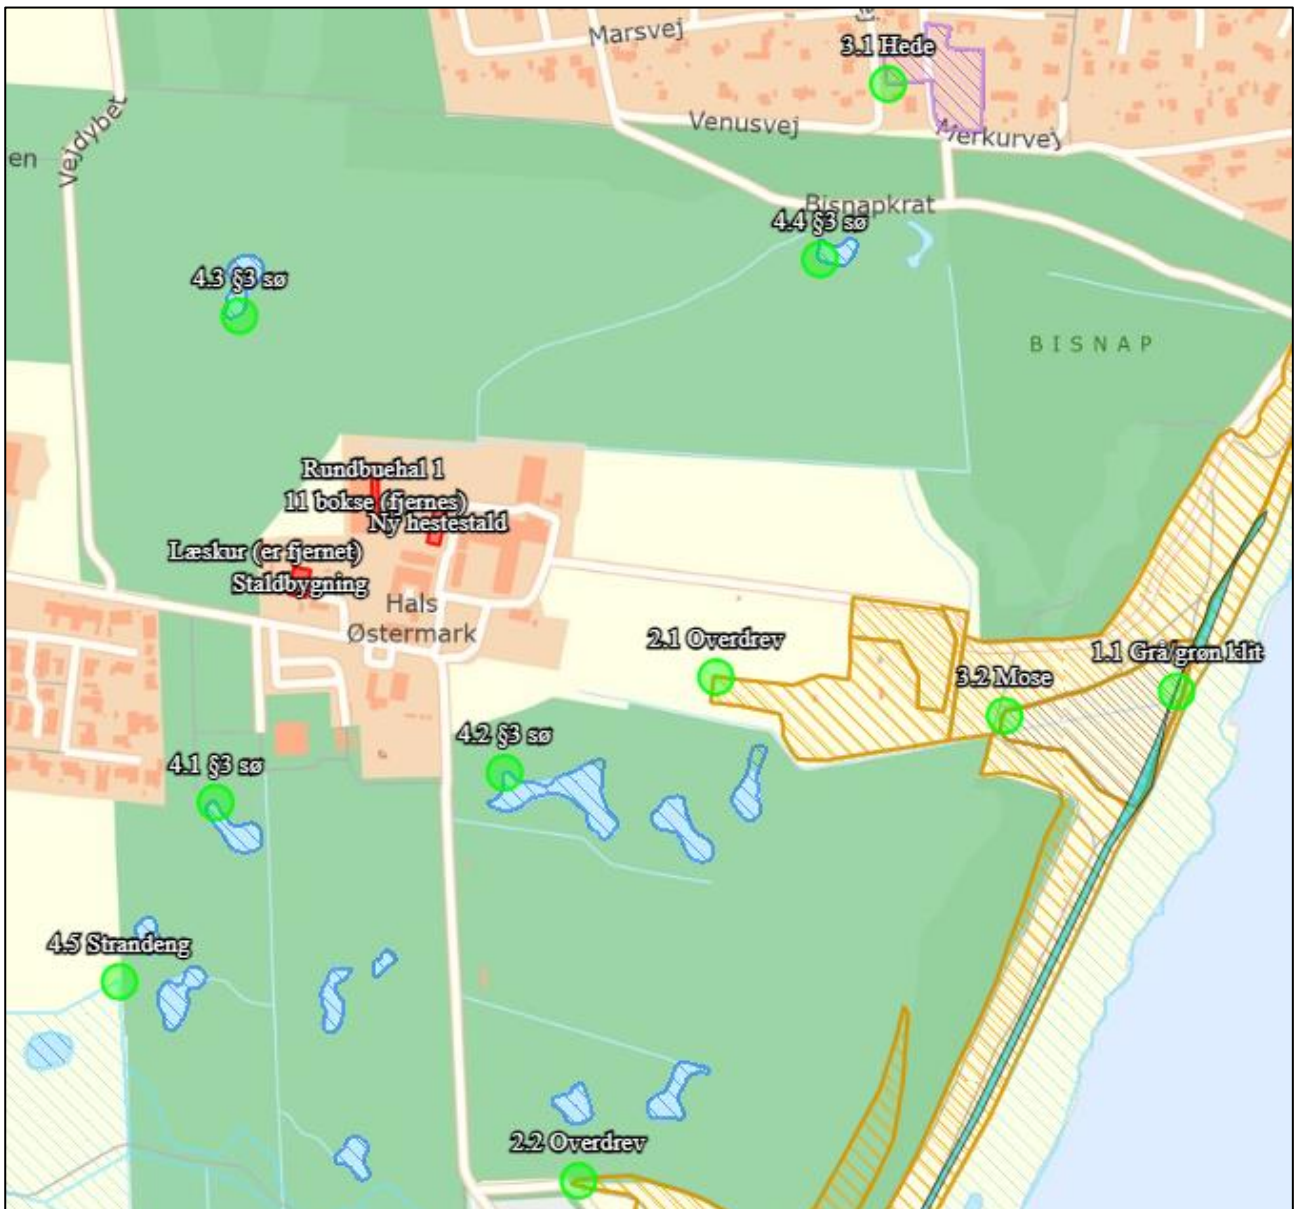 Marsvej
3.1 Hede
Vejdybet
Venusvej
Merkurvej
en
Bisnapkrat
4.4 §3 sø
4.3 §3 sø
BISNAP
Rundbuehal 1
11 bokse (fjernes)
Ny hestestald
Læskur (er fjernet)
Staldbygning
Hals
Østermark
2.1 Overdrev
1.1 Grå/grøn klit
3.2 Mose
4.2 §3 sø
4.1 §3 sø
4.5 Strandeng
2.2 Overdrev